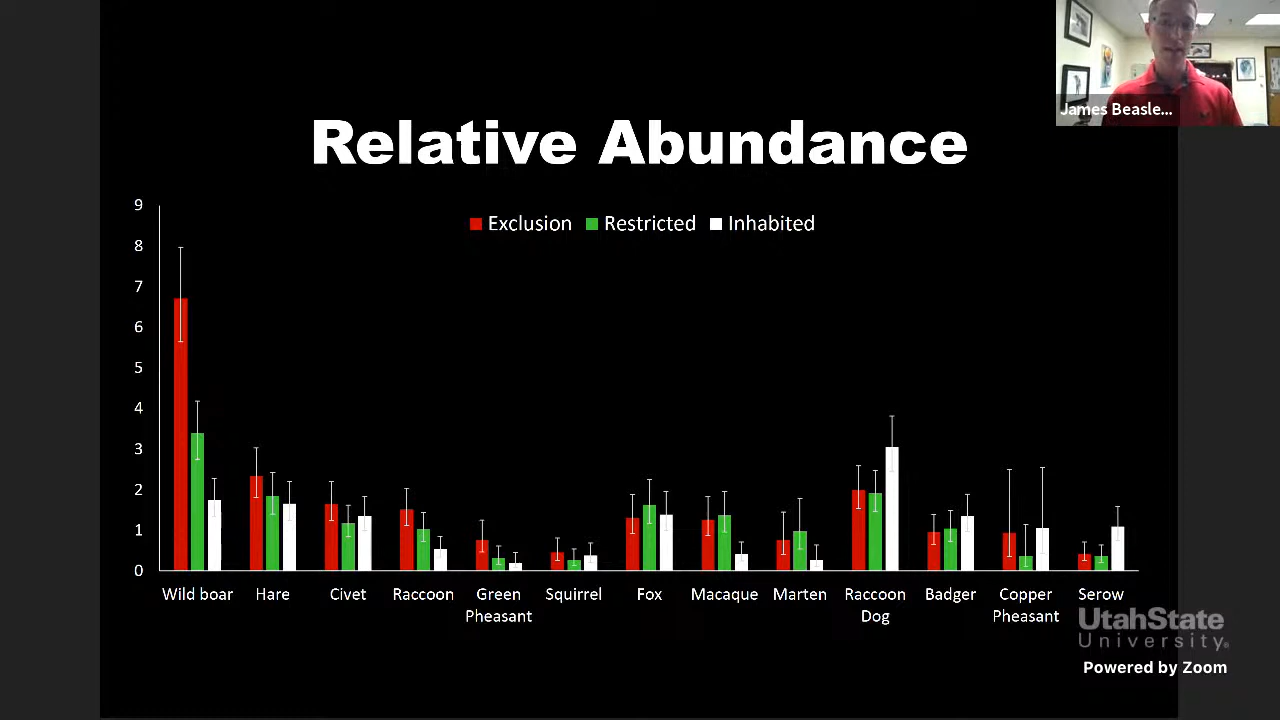 James Beasle...
Relative Abundance
Exclusion Restricted Inhabited
9
8
7
6
5
4
3
2
1
0
Wild boar Hare Civet Raccoon Green Pheasant Squirrel Fox Macaque Marten Raccoon Dog Badger Copper Pheasant Serow
UtahState
University®
Powered by Zoom